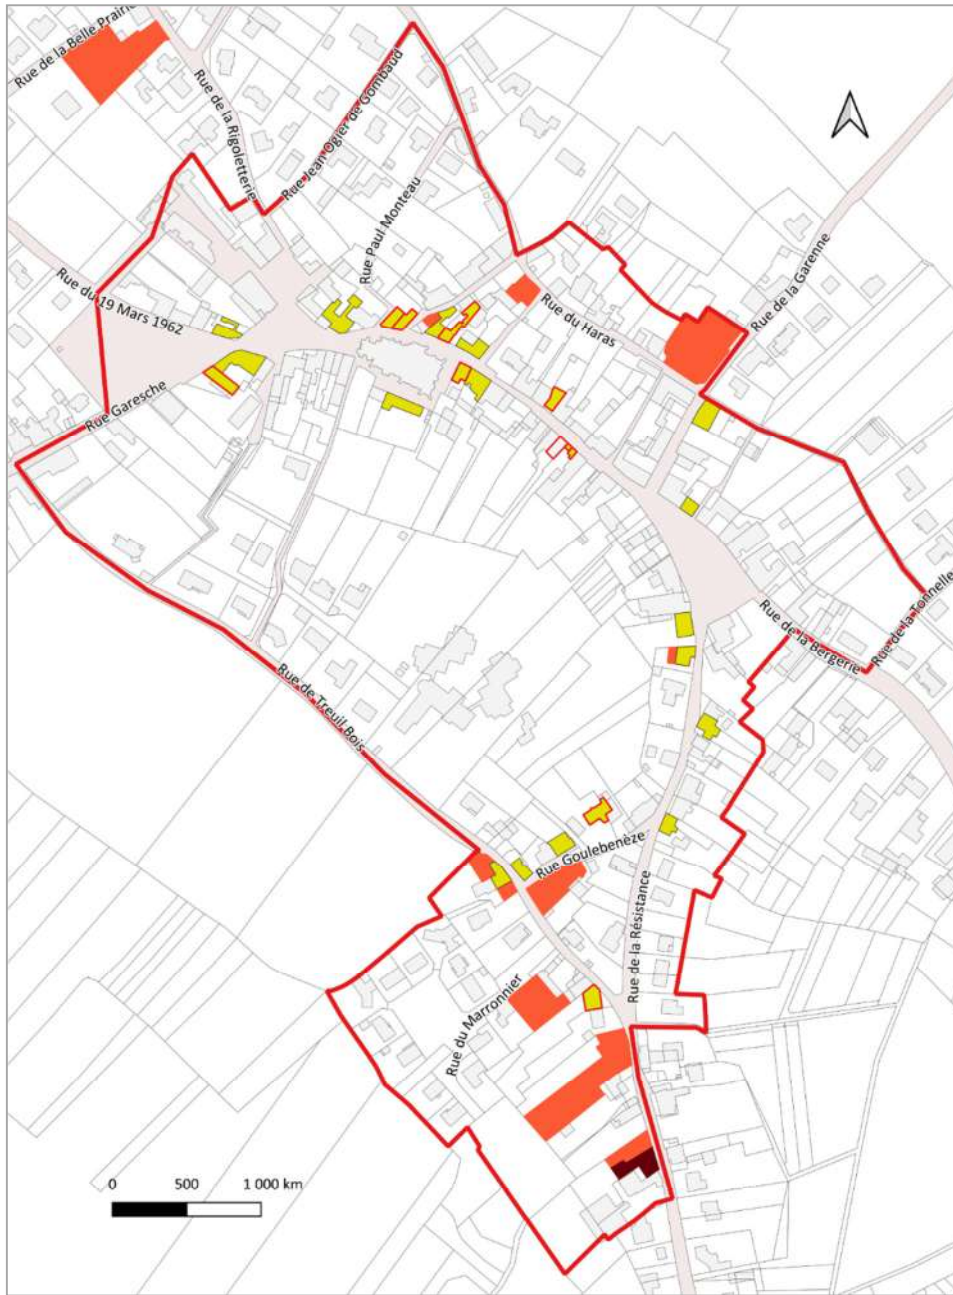 Rue de la Belle Prairie
Rue de la Rigoletterie
Rue Jean Ogier de Gombaud
Rue Paul Monteau
Rue de la Garenne
Rue du 19 Mars 1962
Rue du Haras
Rue Garesche
Rue de la Tonnelle
Rue de la Bergerie
Rue de Treuil Bois
Rue Goulebenèze
Rue de la Résistance
Rue du Marronnier
0 500 1 000 km